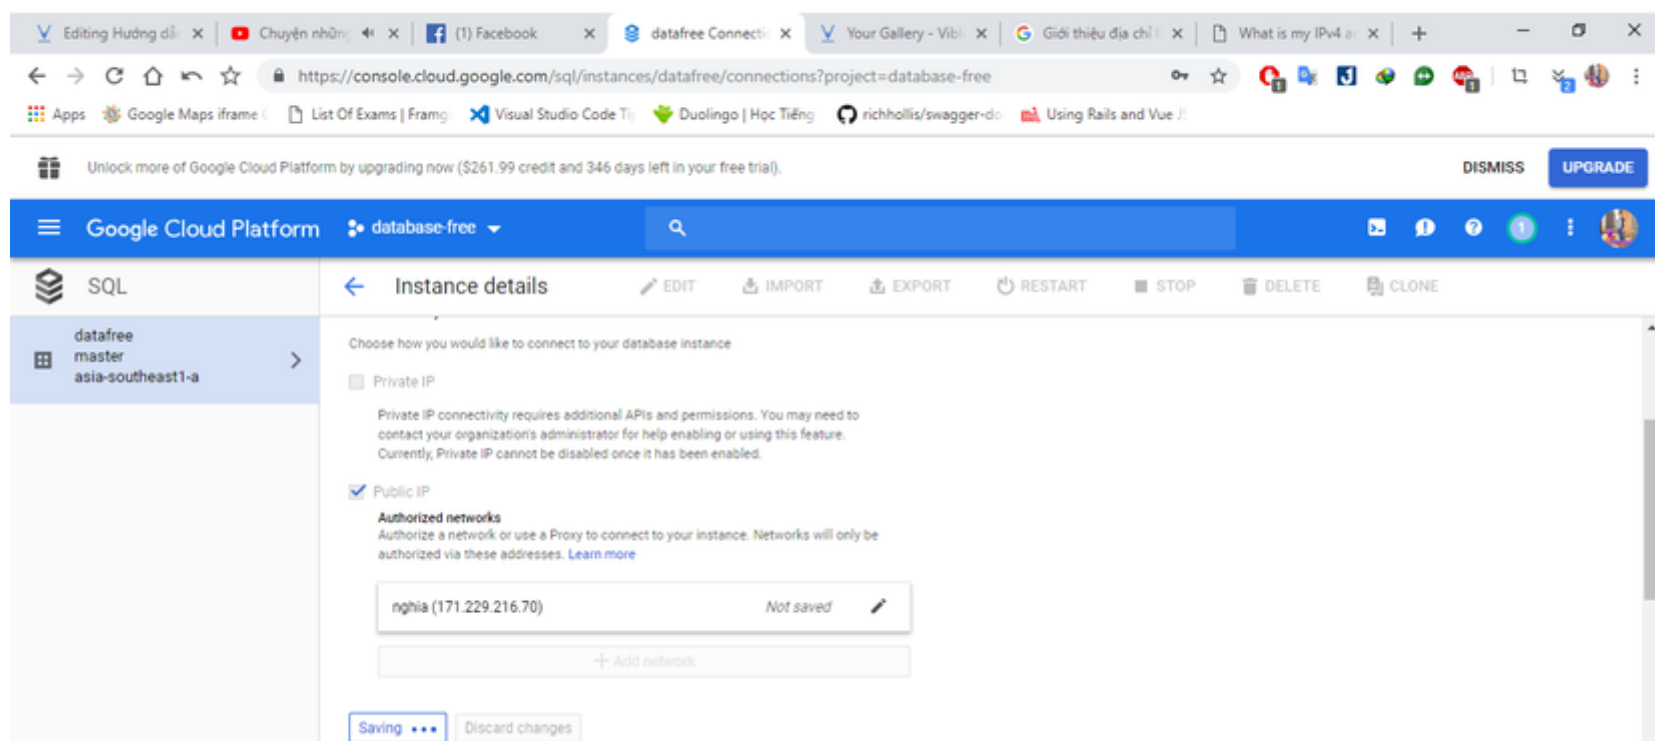 Editing Hướng dẫ
Chuyện nhữn
(1) Facebook
datafree Connecti
Your Gallery - Vibl
Giới thiệu địa chỉ I
What is my IPv4 a
https://console.cloud.google.com/sql/instances/datafree/connections?project=database-free
Apps
Google Maps iframe
List Of Exams | Framg
Visual Studio Code Ti
Duolingo | Học Tiếng
richhollis/swagger-do
Using Rails and Vue J
Unlock more of Google Cloud Platform by upgrading now ($261.99 credit and 346 days left in your free trial).
DISMISS
UPGRADE
Google Cloud Platform
database-free
1
SQL
Instance details
EDIT
IMPORT
EXPORT
RESTART
STOP
DELETE
CLONE
datafree
master
asia-southeast1-a
Choose how you would like to connect to your database instance
Private IP
Private IP connectivity requires additional APIs and permissions. You may need to
contact your organization's administrator for help enabling or using this feature.
Currently, Private IP cannot be disabled once it has been enabled.
Public IP
Authorized networks
Authorize a network or use a Proxy to connect to your instance. Networks will only be
authorized via these addresses. Learn more
nghia (171.229.216.70)
Not saved
+ Add network
Saving
Discard changes